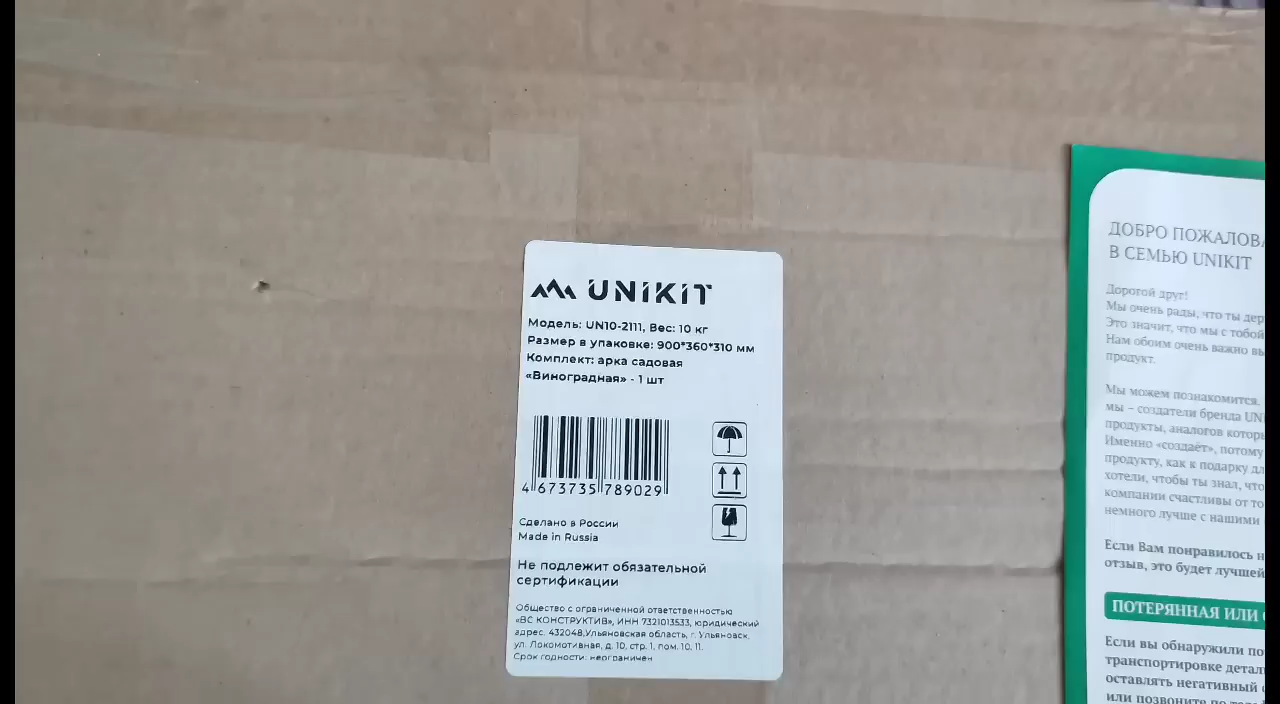 UNIKIT
Модель: UN10-2111, Вес: 10 кг
Размер в упаковке: 900*360*310 мм
Комплект: арка садовая
«Виноградная» - 1 шт
4 673735 789029
Сделано в России
Made in Russia
Не подлежит обязательной
сертификации
Общество с ограниченной ответственностью
«ВС КОНСТРУКТИВ», ИНН 7321013533, юридический
адрес: 432048,Ульяновская область, г. Ульяновск,
ул. Локомотивная, д. 10, стр. 1, пом. 10, 11.
Срок годности: неограничен
ДОБРО ПОЖАЛОВА
В СЕМЬЮ UNIKIT
Дорогой друг!
Мы очень рады, что ты дер
Это значит, что мы с тобой
Нам обоим очень важно вы
продукт.
Мы можем познакомится.
мы – создатели бренда UN
продукты, аналогов которы
Именно «создаёт», потому
продукту, как к подарку дл
хотели, чтобы ты знал, что
компании счастливы от то
немного лучше с нашими
Если Вам понравилось н
отзыв, это будет лучшей
ПОТЕРЯННАЯ ИЛИ
Если вы обнаружили по
транспортировке детал
оставлять негативный
или позвоните по